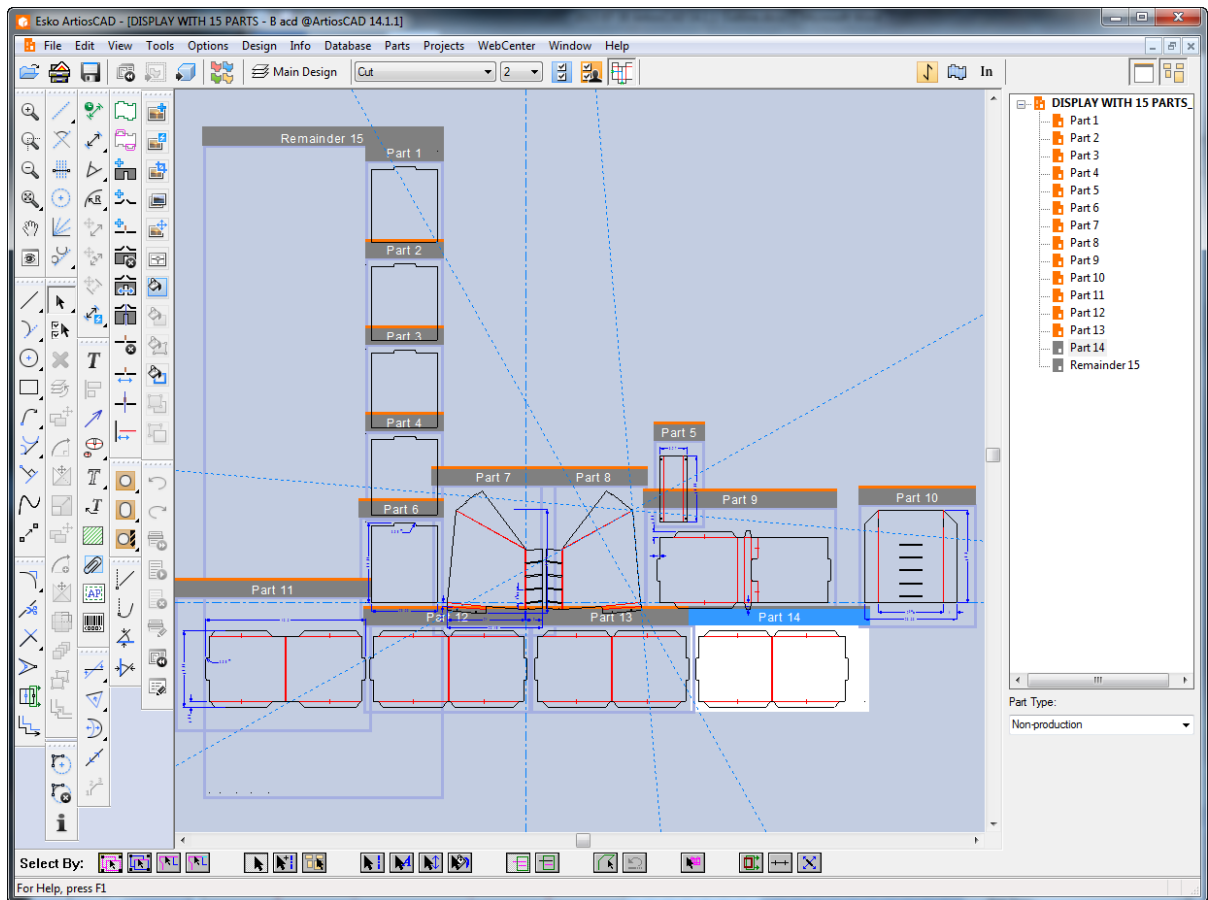 Esko ArtiosCAD - [DISPLAY WITH 15 PARTS - B acd @ArtiosCAD 14.1.1]
File Edit View Tools Options Design Info Database Parts Projects WebCenter Window Help
Main Design Cut 2 In
Remainder 15
Part 1
Part 2
Part 3
Part 4
Part 5
Part 6
Part 7
Part 8
Part 9
Part 10
Part 11
Part 12
Part 13
Part 14
DISPLAY WITH 15 PARTS_
Part 1
Part 2
Part 3
Part 4
Part 5
Part 6
Part 7
Part 8
Part 9
Part 10
Part 11
Part 12
Part 13
Part 14
Remainder 15
Part Type:
Non-production
Select By:
For Help, press F1